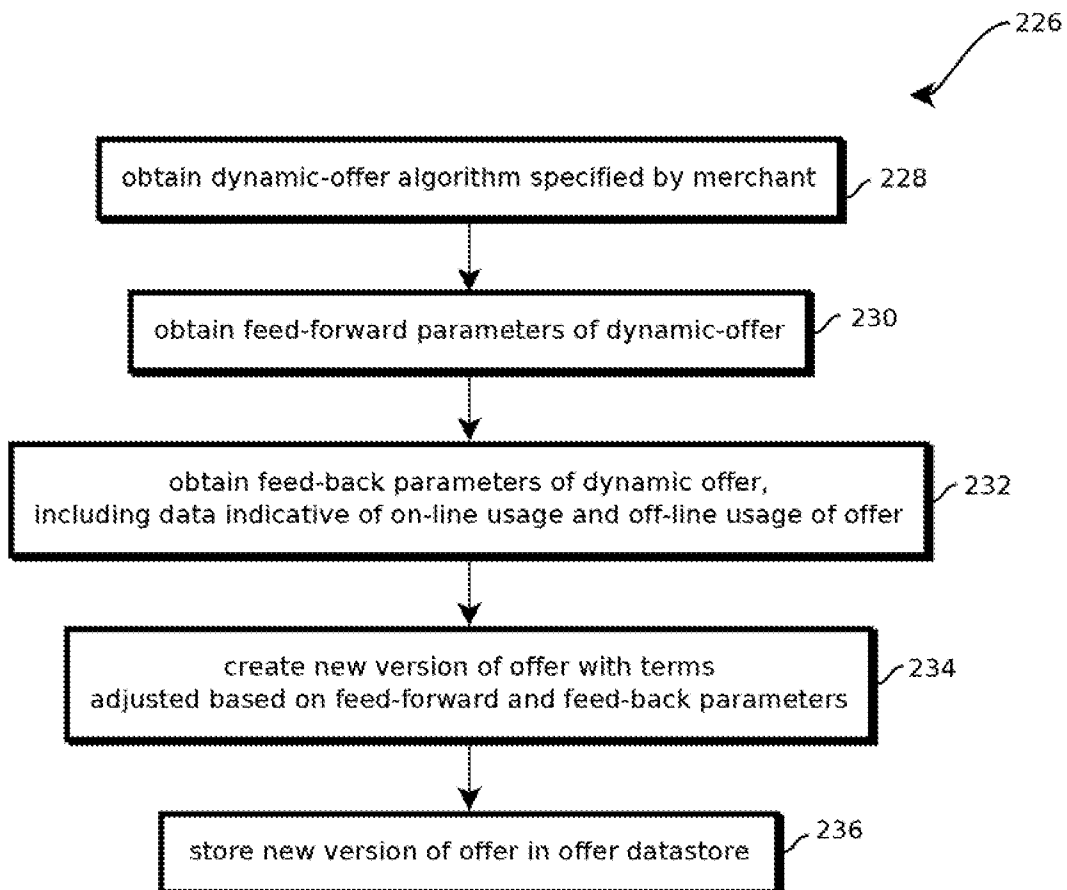 226
obtain dynamic-offer algorithm specified by merchant
228
obtain feed-forward parameters of dynamic-offer
230
obtain feed-back parameters of dynamic offer,
including data indicative of on-line usage and off-line usage of offer
232
create new version of offer with terms
adjusted based on feed-forward and feed-back parameters
234
store new version of offer in offer datastore
236